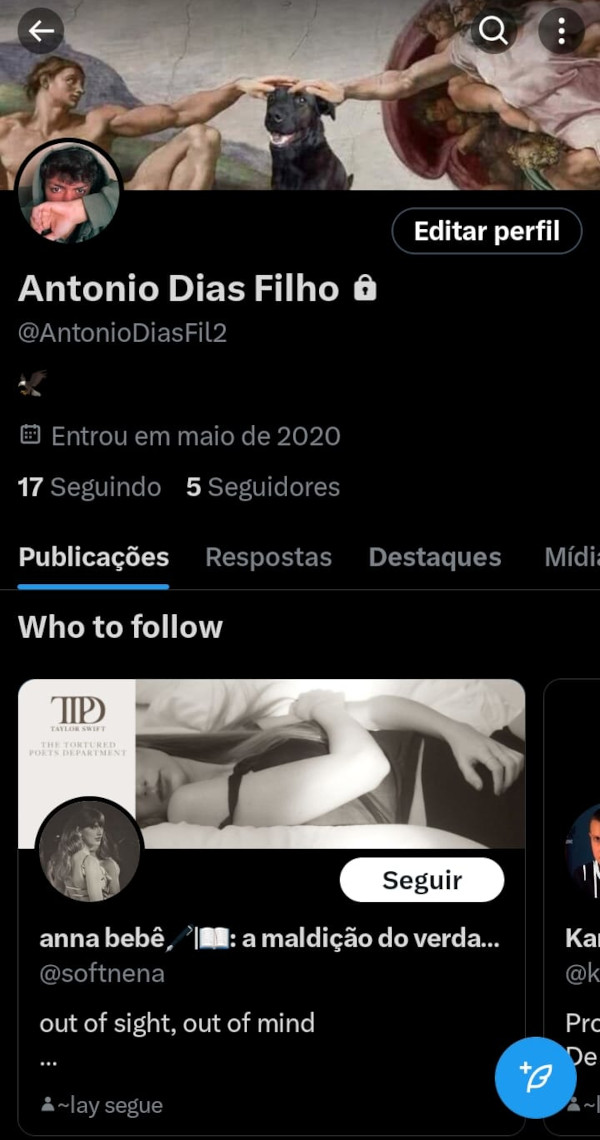 Editar perfil
Antonio Dias Filho
@AntonioDiasFil2
Entrou em maio de 2020
17 Seguindo 5 Seguidores
Publicações Respostas Destaques Mídia
Who to follow
TTPD
TAYLOR SWIFT
THE TORTURED
POETS DEPARTMENT
Seguir
anna bebê🖋️|📖: a maldição do verda...
@softnena
out of sight, out of mind
...
~lay segue
Kar
@k
Pro
De
~l